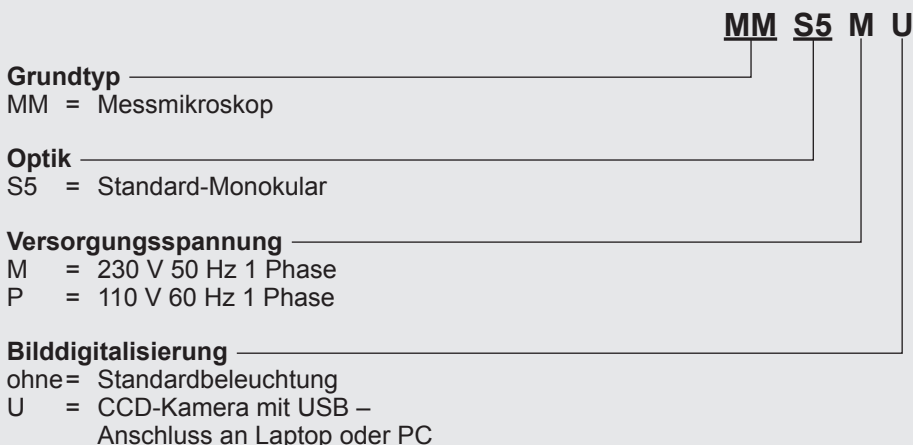 MM S5 M U
Grundtyp
MM = Messmikroskop
Optik
S5 = Standard-Monokular
Versorgungsspannung
M = 230 V 50 Hz 1 Phase
P = 110 V 60 Hz 1 Phase
Bilddigitalisierung
ohne= Standardbeleuchtung
U = CCD-Kamera mit USB –
Anschluss an Laptop oder PC